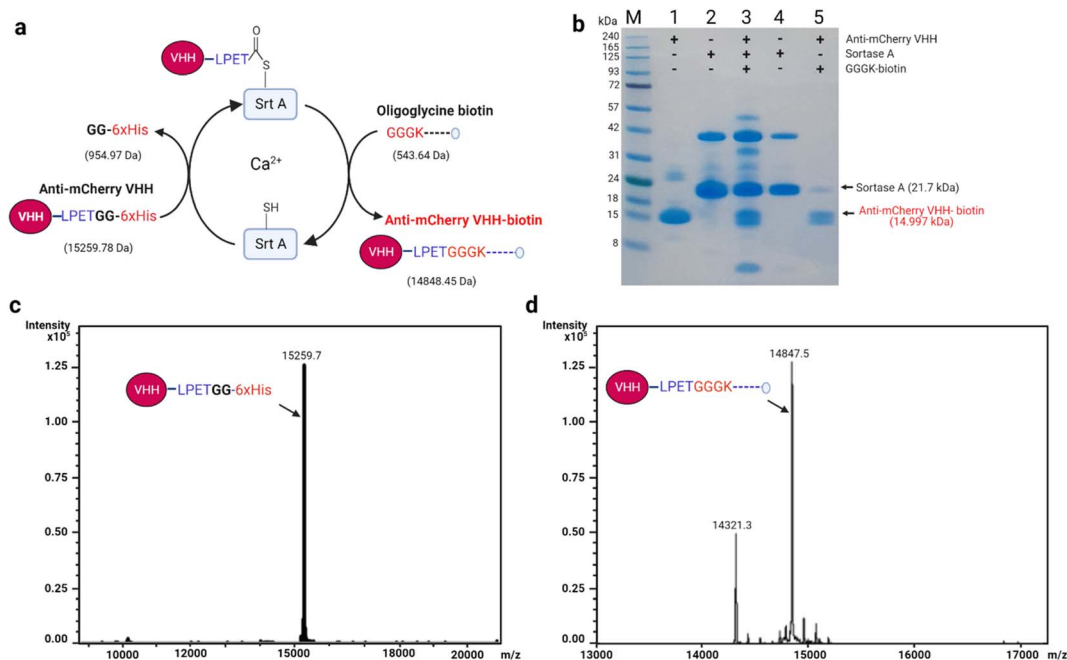 a
VHH
LPET
O
S
Srt A
GG-6xHis
(954.97 Da)
Ca2+
Oligoglycine biotin
GGGK
(543.64 Da)
Anti-mCherry VHH
VHH
LPETGG-6xHis
(15259.78 Da)
SH
Srt A
Anti-mCherry VHH-biotin
VHH
LPETGGGK
(14848.45 Da)
b
kDa M 1 2 3 4 5
240
165
125
93
72
57
42
31
24
18
15
8
+ - + - + Anti-mCherry VHH
- + + + - Sortase A
- - + - + GGGK-biotin
Sortase A (21.7 kDa)
Anti-mCherry VHH- biotin
(14.997 kDa)
c
Intensity
x10⁵
1.25
1.00
0.75
0.50
0.25
0.00
15259.7
VHH
LPETGG-6xHis
10000 12000 15000 18000 20000 m/z
d
Intensity
x10⁵
1.25
1.00
0.75
0.50
0.25
0.00
14847.5
VHH
LPETGGGK
14321.3
13000 14000 15000 16000 17000 m/z